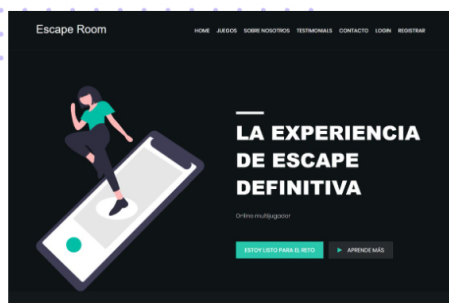 Escape Room
HOME JUEGOS SOBRE NOSOTROS TESTIMONIALS CONTACTO LOGIN REGISTRAR
LA EXPERIENCIA
DE ESCAPE
DEFINITIVA
Online multijugador
ESTOY LISTO PARA EL RETO
APRENDE MÁS